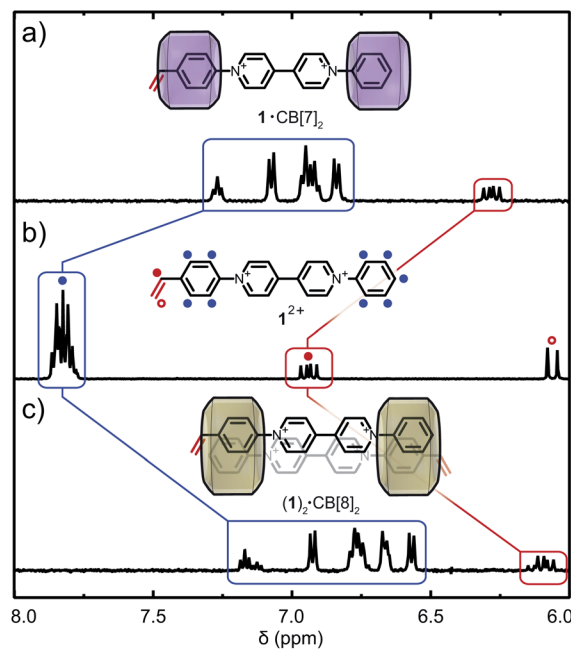 a)
N+ +N
1·CB[7]₂
b)
N+ +N
1²⁺
c)
N+ +N
N+ +N
(1)₂·CB[8]₂
8.0 7.5 7.0 6.5 6.0
δ (ppm)